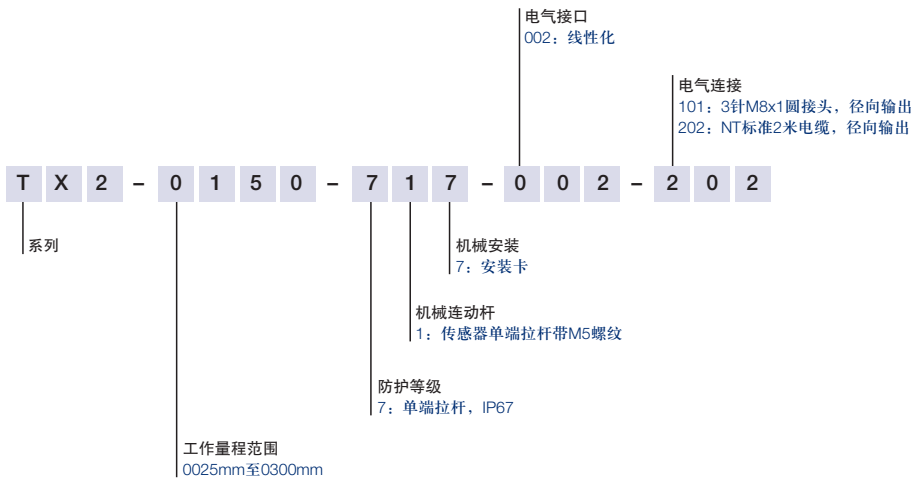 电气接口
002：线性化
电气连接
101：3针M8x1圆接头，径向输出
202：NT标准2米电缆，径向输出
T X 2 - 0 1 5 0 - 7 1 7 - 0 0 2 - 2 0 2
系列
机械安装
7：安装卡
机械连动杆
1：传感器单端拉杆带M5螺纹
防护等级
7：单端拉杆，IP67
工作量程范围
0025mm至0300mm